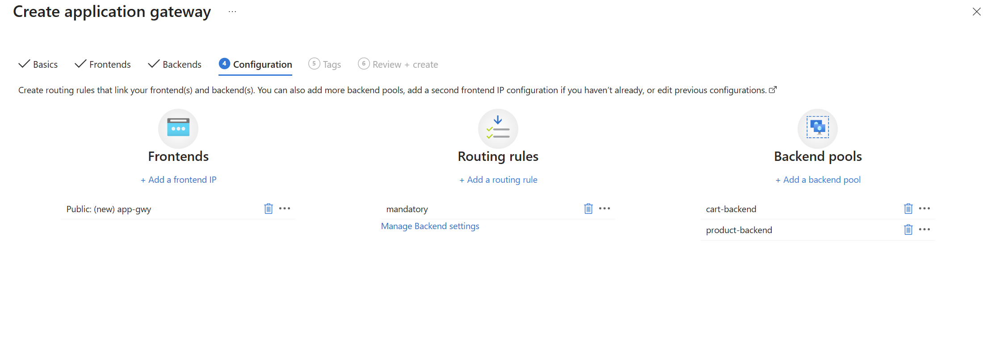 Create application gateway ...
Basics Frontends Backends 4 Configuration 5 Tags 6 Review + create
Create routing rules that link your frontend(s) and backend(s). You can also add more backend pools, add a second frontend IP configuration if you haven’t already, or edit previous configurations.
Frontends Routing rules Backend pools
+ Add a frontend IP + Add a routing rule + Add a backend pool
Public: (new) app-gwy mandatory cart-backend
Manage Backend settings product-backend